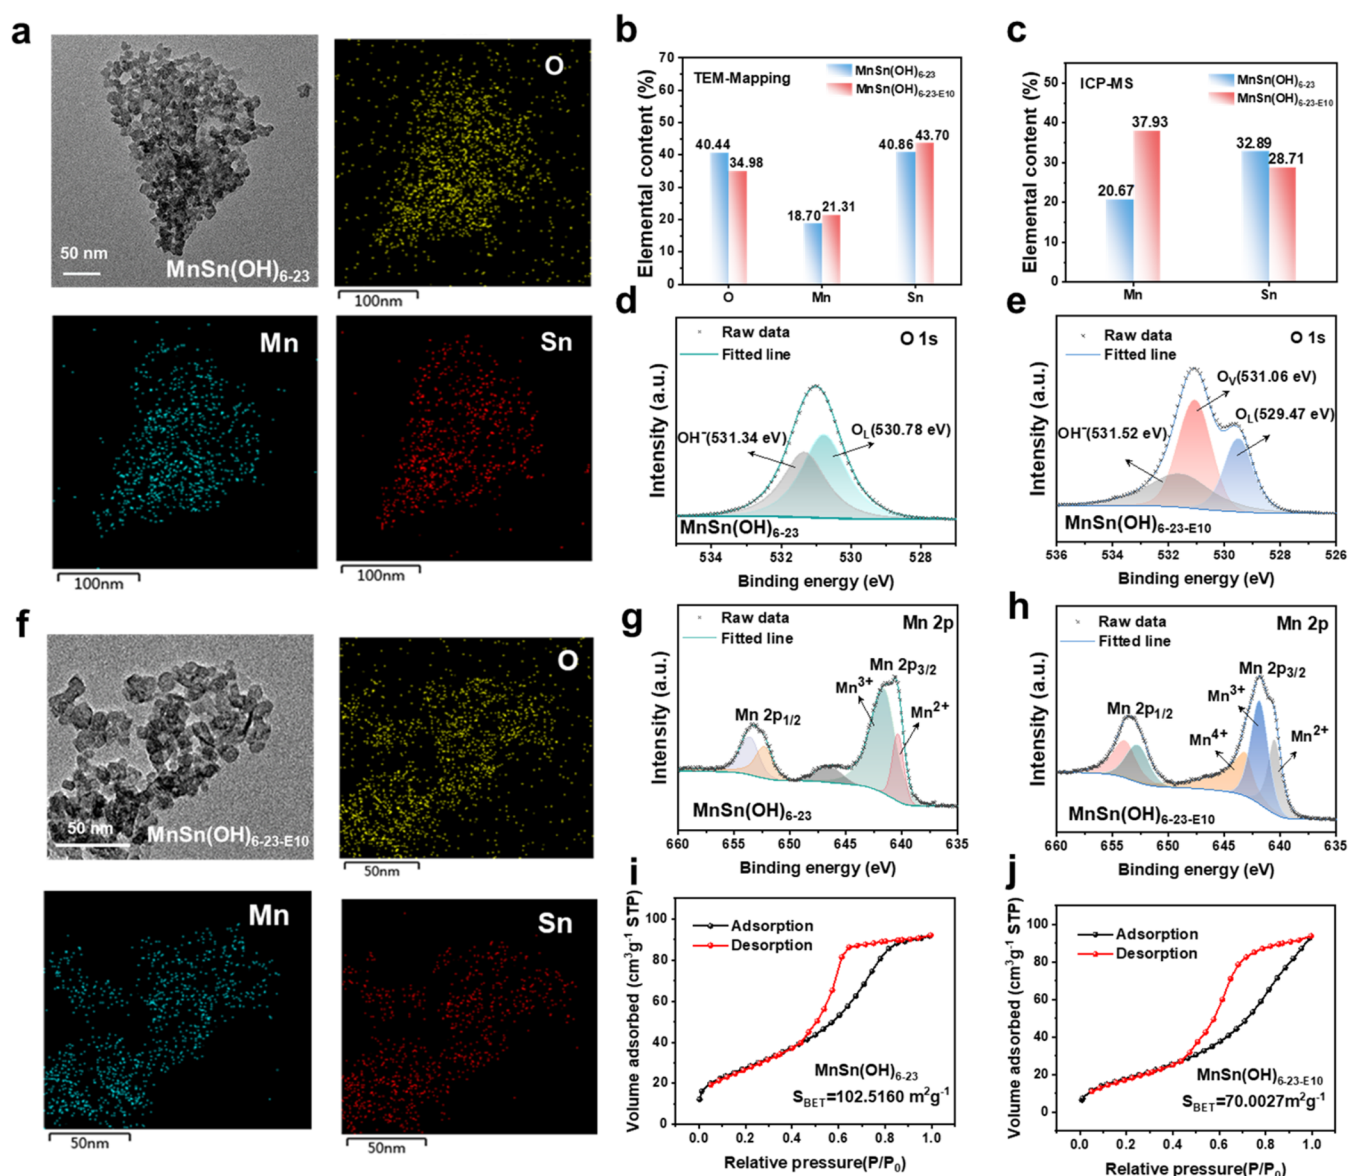 a
O
50 nm
MnSn(OH)6-23
100nm
Mn
Sn
100nm
100nm
b
TEM-Mapping
MnSn(OH)6-23
MnSn(OH)6-23-E10
Elemental content (%)
70
60
50
40
30
20
10
0
40.44
34.98
18.70
21.31
40.86
43.70
O
Mn
Sn
c
ICP-MS
MnSn(OH)6-23
MnSn(OH)6-23-E10
Elemental content (%)
50
40
30
20
10
0
20.67
37.93
32.89
28.71
Mn
Sn
d
Raw data
Fitted line
O 1s
OH⁻(531.34 eV)
OL(530.78 eV)
MnSn(OH)6-23
Intensity (a.u.)
534
532
530
528
Binding energy (eV)
e
Raw data
Fitted line
O 1s
OV(531.06 eV)
OL(529.47 eV)
OH⁻(531.52 eV)
MnSn(OH)6-23-E10
Intensity (a.u.)
536
534
532
530
528
526
Binding energy (eV)
f
O
50 nm
MnSn(OH)6-23-E10
50nm
Mn
Sn
50nm
50nm
g
Raw data
Fitted line
Mn 2p
Mn 2p3/2
Mn3+
Mn2+
Mn 2p1/2
MnSn(OH)6-23
Intensity (a.u.)
660
655
650
645
640
635
Binding energy (eV)
h
Raw data
Fitted line
Mn 2p
Mn 2p3/2
Mn3+
Mn 2p1/2
Mn4+
Mn2+
MnSn(OH)6-23-E10
Intensity (a.u.)
660
655
650
645
640
635
Binding energy (eV)
i
Adsorption
Desorption
MnSn(OH)6-23
SBET=102.5160 m2g-1
Volume adsorbed (cm3g-1 STP)
100
80
60
40
20
0
0.0
0.2
0.4
0.6
0.8
1.0
Relative pressure(P/P0)
j
Adsorption
Desorption
MnSn(OH)6-23-E10
SBET=70.0027m2g-1
Volume adsorbed (cm3g-1 STP)
100
80
60
40
20
0
0.0
0.2
0.4
0.6
0.8
1.0
Relative pressure(P/P0)